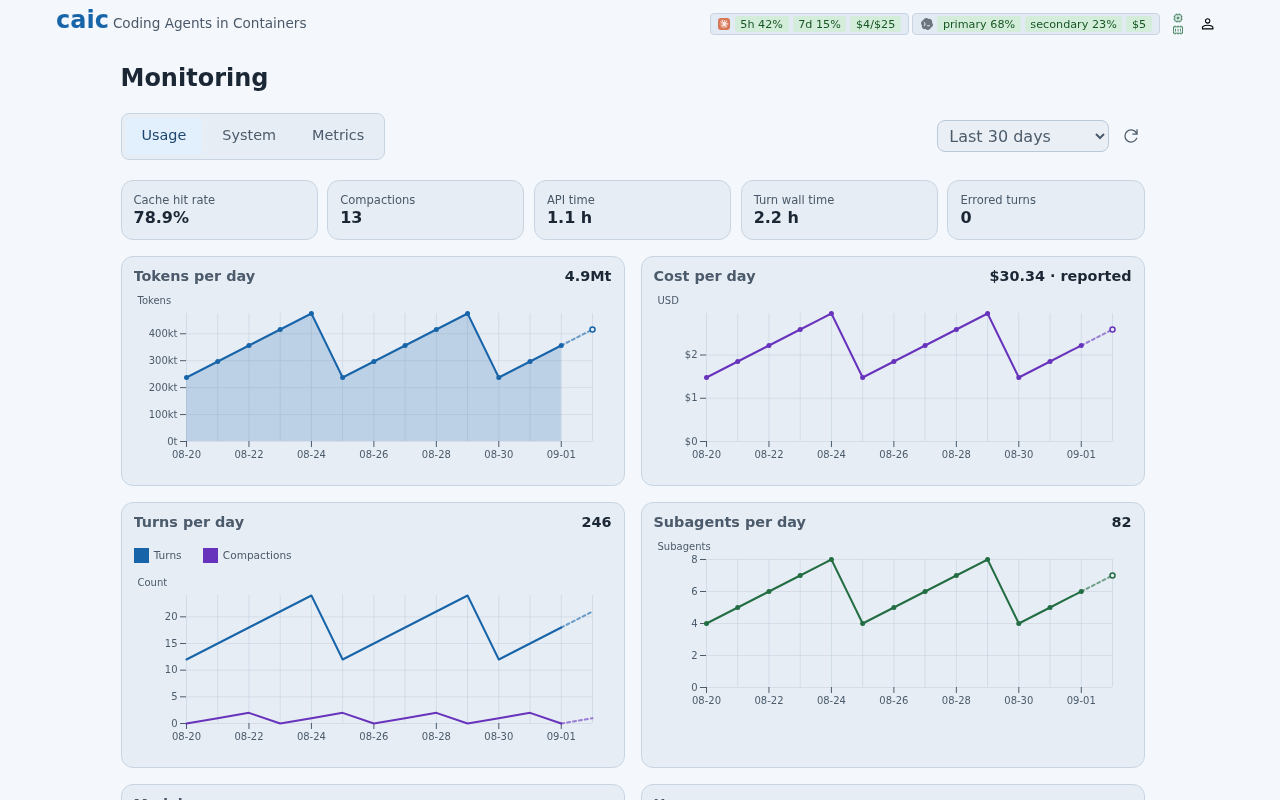 caic Coding Agents in Containers
5h 42% 7d 15% $4/$25 primary 68% secondary 23% $5
Monitoring
Usage System Metrics Last 30 days
Cache hit rate
78.9%
Compactions
13
API time
1.1 h
Turn wall time
2.2 h
Errored turns
0
Tokens per day 4.9Mt
Tokens
400kt
300kt
200kt
100kt
0t
08-20 08-22 08-24 08-26 08-28 08-30 09-01
Cost per day $30.34 · reported
USD
$2
$1
$0
08-20 08-22 08-24 08-26 08-28 08-30 09-01
Turns per day 246
Turns Compactions
Count
20
15
10
5
0
08-20 08-22 08-24 08-26 08-28 08-30 09-01
Subagents per day 82
Subagents
8
6
4
2
0
08-20 08-22 08-24 08-26 08-28 08-30 09-01